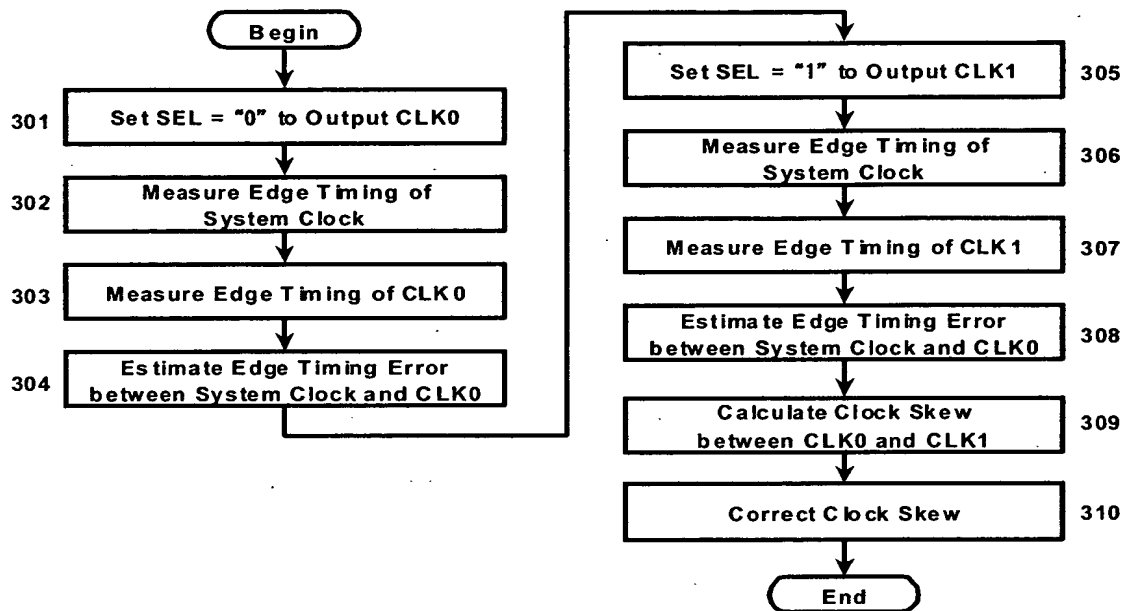 Begin
301
Set SEL = "0" to Output CLK0
302
Measure Edge Timing of
System Clock
303
Measure Edge Timing of CLK0
304
Estimate Edge Timing Error
between System Clock and CLK0
Set SEL = "1" to Output CLK1
305
Measure Edge Timing of
System Clock
306
Measure Edge Timing of CLK1
307
Estimate Edge Timing Error
between System Clock and CLK0
308
Calculate Clock Skew
between CLK0 and CLK1
309
Correct Clock Skew
310
End